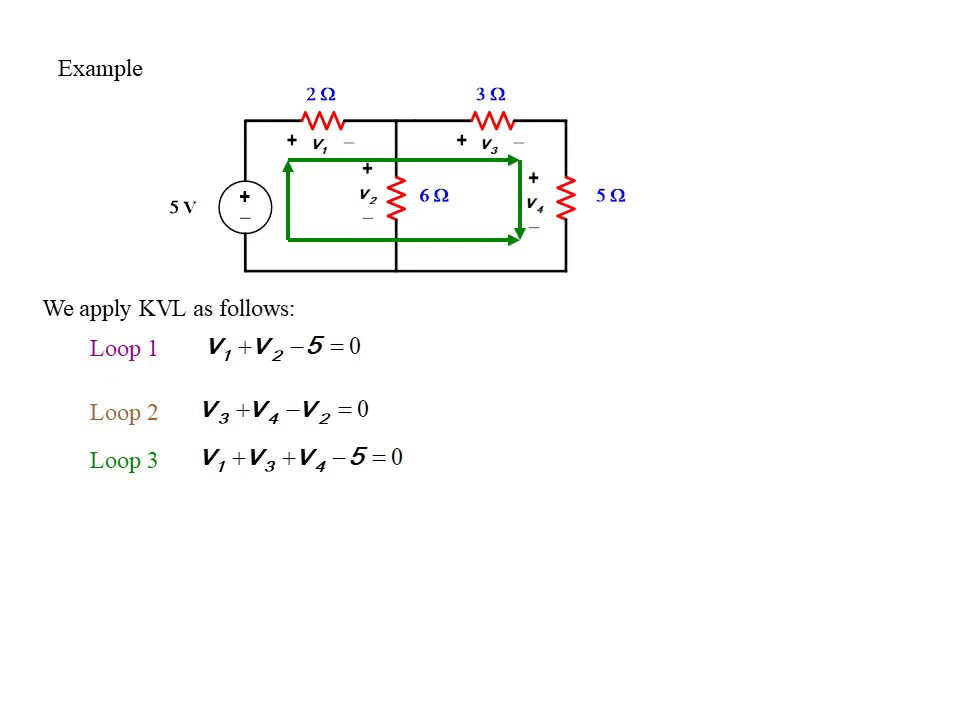 Example
2 Ω 3 Ω
+ V₁ − + V₃ −
+ +
5 V + − V₂ 6 Ω V₄ 5 Ω
− −
We apply KVL as follows:
Loop 1 V₁ + V₂ − 5 = 0
Loop 2 V₃ + V₄ − V₂ = 0
Loop 3 V₁ + V₃ + V₄ − 5 = 0